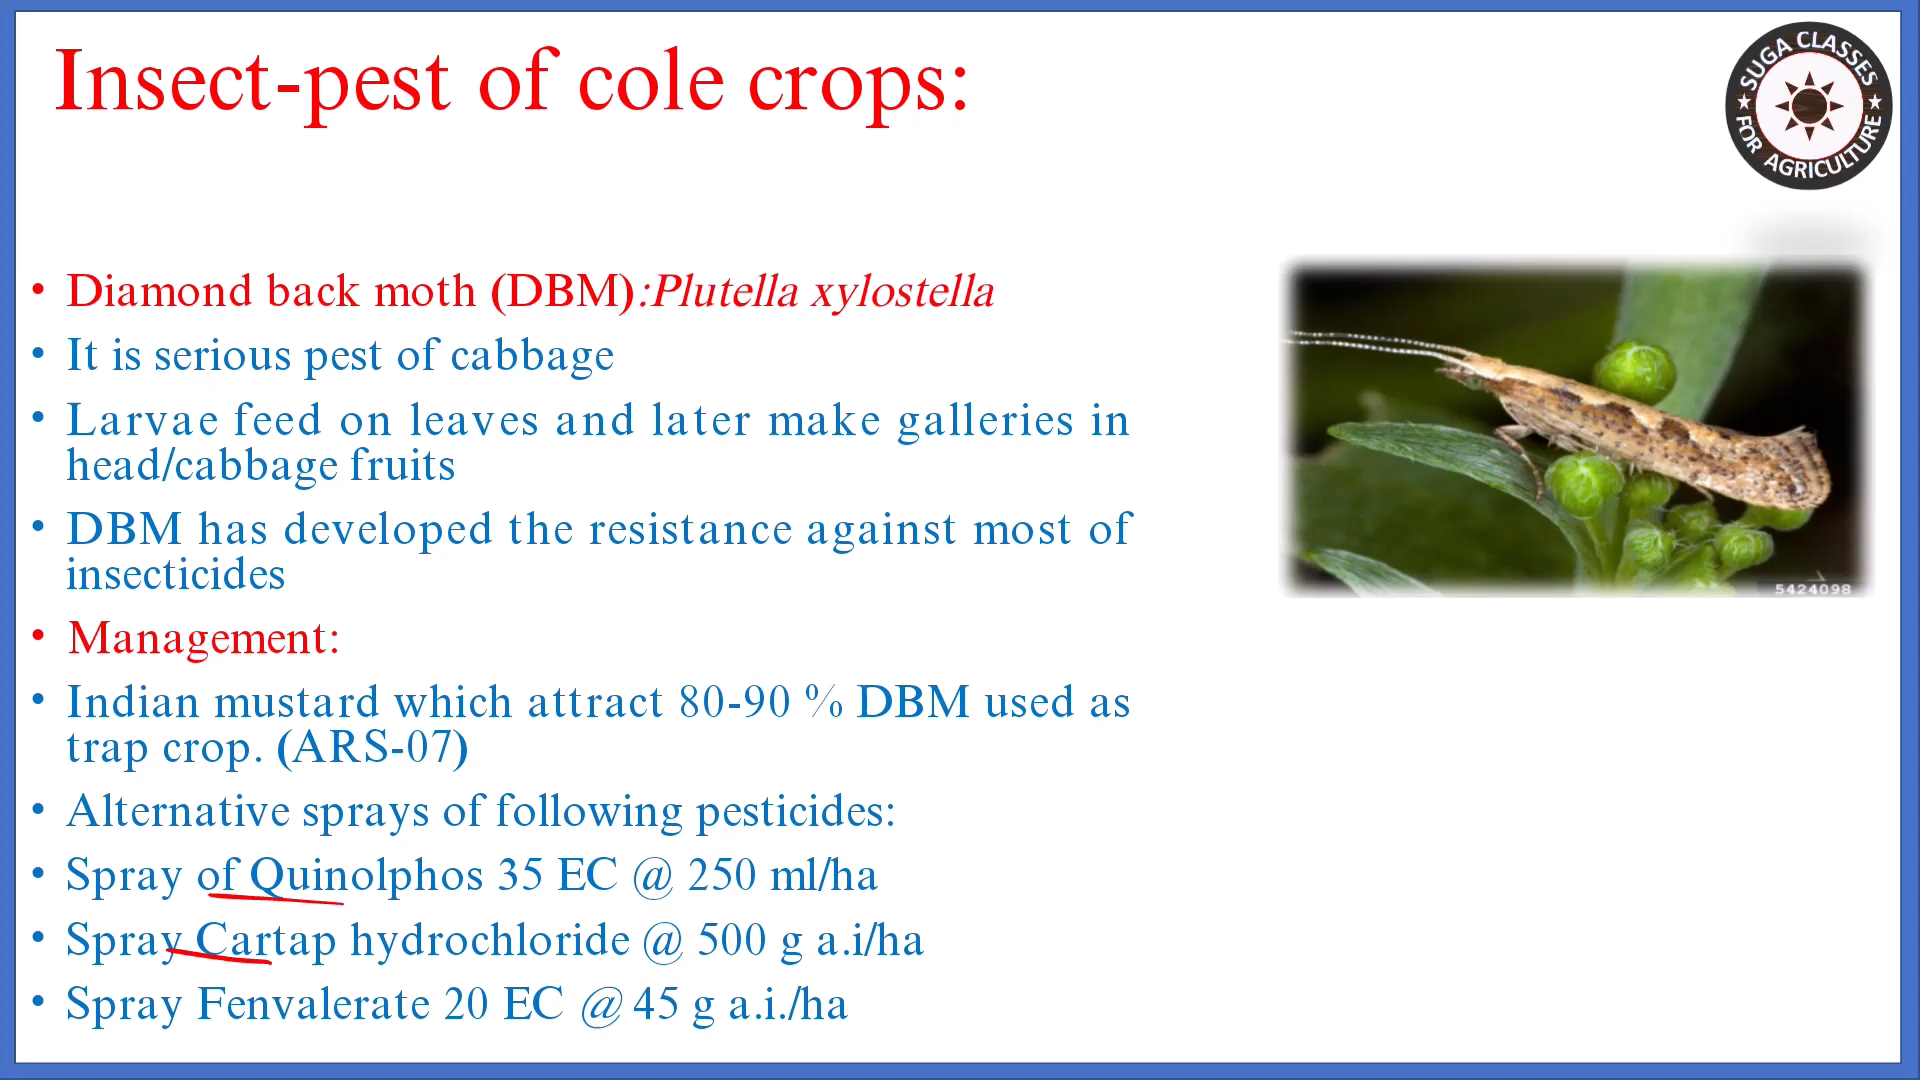 Insect-pest of cole crops:
SUGA CLASSES
FOR AGRICULTURE
• Diamond back moth (DBM):Plutella xylostella
• It is serious pest of cabbage
• Larvae feed on leaves and later make galleries in
head/cabbage fruits
• DBM has developed the resistance against most of
insecticides
• Management:
• Indian mustard which attract 80-90 % DBM used as
trap crop. (ARS-07)
• Alternative sprays of following pesticides:
• Spray of Quinolphos 35 EC @ 250 ml/ha
• Spray Cartap hydrochloride @ 500 g a.i/ha
• Spray Fenvalerate 20 EC @ 45 g a.i./ha
5424098